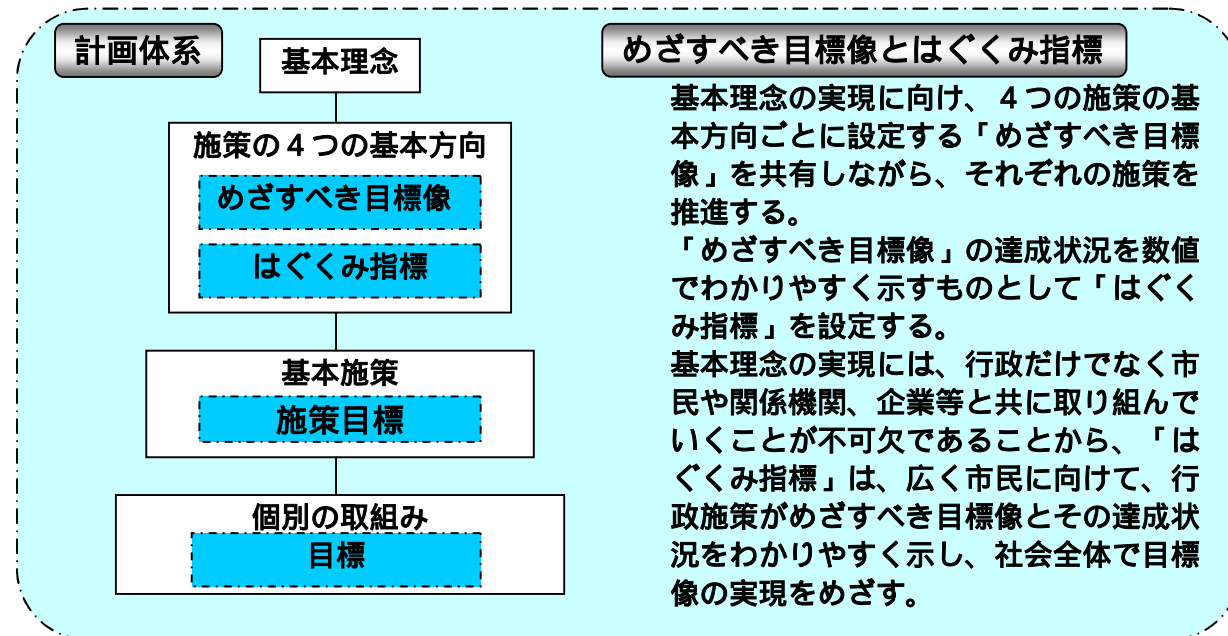 計画体系
基本理念
施策の４つの基本方向
めざすべき目標像
はぐくみ指標
基本施策
施策目標
個別の取組み
目標
めざすべき目標像とはぐくみ指標
基本理念の実現に向け、４つの施策の基
本方向ごとに設定する「めざすべき目標
像」を共有しながら、それぞれの施策を
推進する。
「めざすべき目標像」の達成状況を数値
でわかりやすく示すものとして「はぐく
み指標」を設定する。
基本理念の実現には、行政だけでなく市
民や関係機関、企業等と共に取り組んで
いくことが不可欠であることから、「は
ぐくみ指標」は、広く市民に向けて、行
政施策がめざすべき目標像とその達成状
況をわかりやすく示し、社会全体で目標
像の実現をめざす。